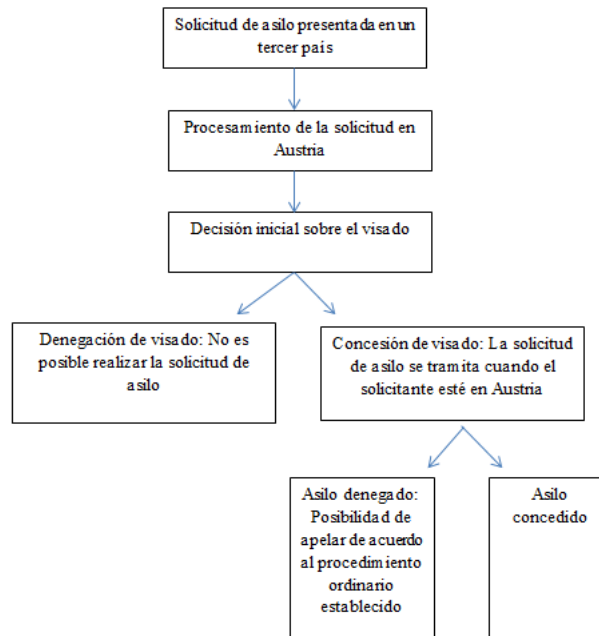 Solicitud de asilo presentada en un
tercer país
Procesamiento de la solicitud en
Austria
Decisión inicial sobre el visado
Denegación de visado: No es
posible realizar la solicitud de
asilo
Concesión de visado: La solicitud
de asilo se tramita cuando el
solicitante esté en Austria
Asilo denegado:
Posibilidad de
apelar de acuerdo
al procedimiento
ordinario
establecido
Asilo
concedido